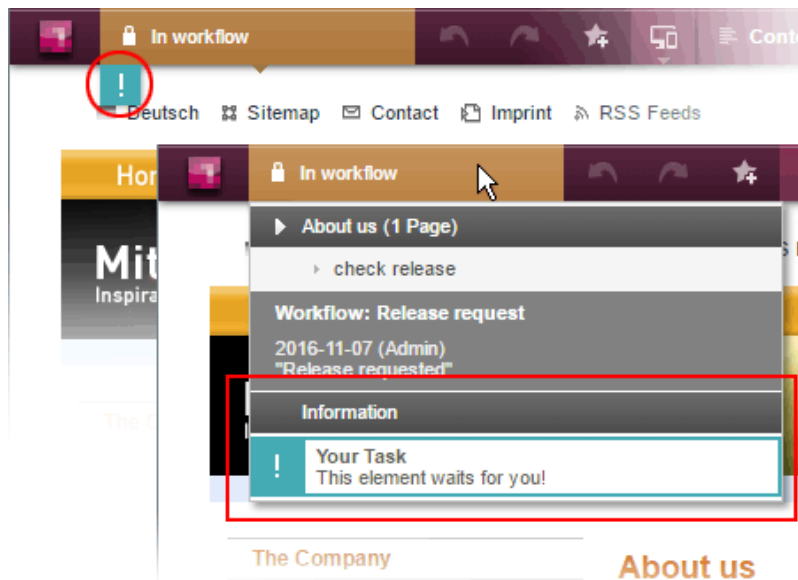 In workflow
Cont
!
Deutsch Sitemap Contact Imprint RSS Feeds
Hor
In workflow
Mit
Inspira
About us (1 Page)
check release
Workflow: Release request
2016-11-07 (Admin)
"Release requested"
Information
!
Your Task
This element waits for you!
The Company
About us